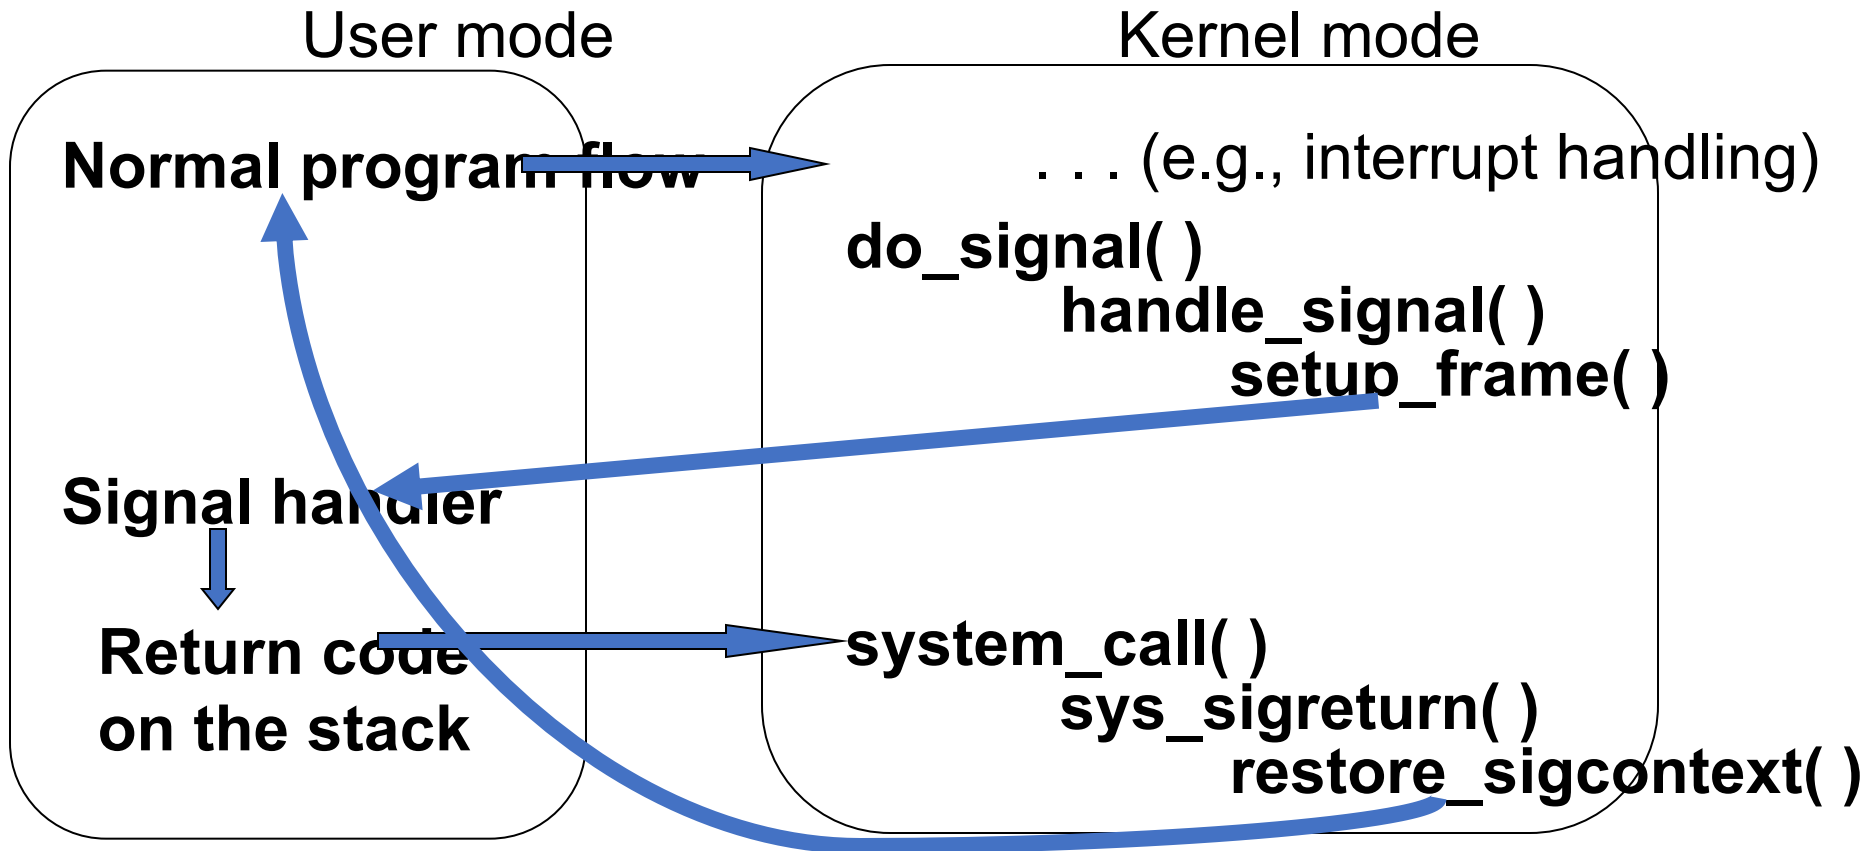 User mode
Kernel mode
Normal program flow
. . . (e.g., interrupt handling)
do_signal( )
handle_signal( )
setup_frame( )
Signal handler
Return code
on the stack
system_call( )
sys_sigreturn( )
restore_sigcontext( )